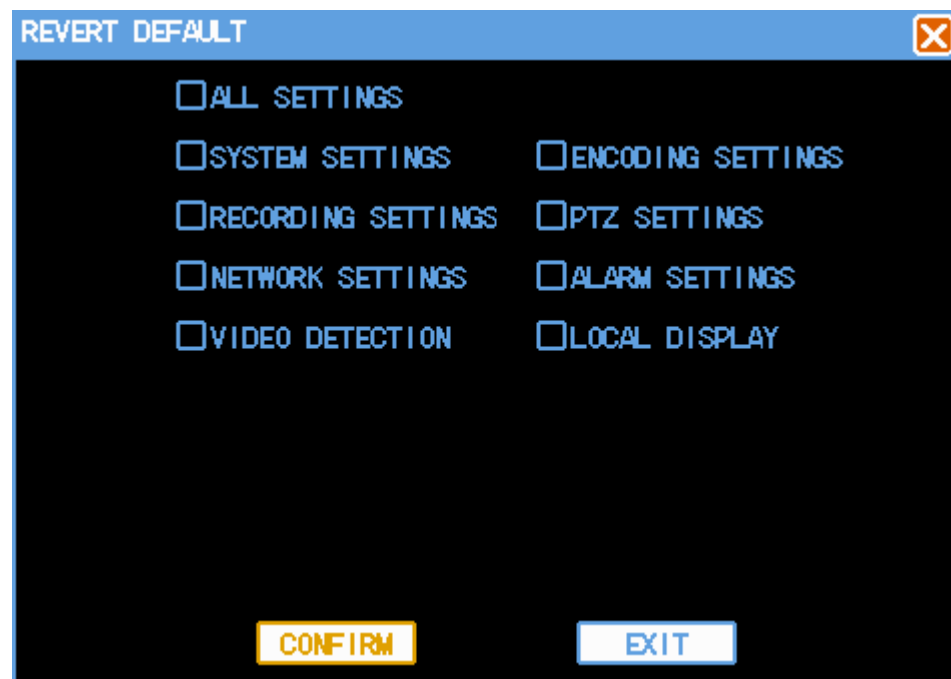 REVERT DEFAULT
ALL SETTINGS
SYSTEM SETTINGS ENCODING SETTINGS
RECORDING SETTINGS PTZ SETTINGS
NETWORK SETTINGS ALARM SETTINGS
VIDEO DETECTION LOCAL DISPLAY
CONFIRM EXIT